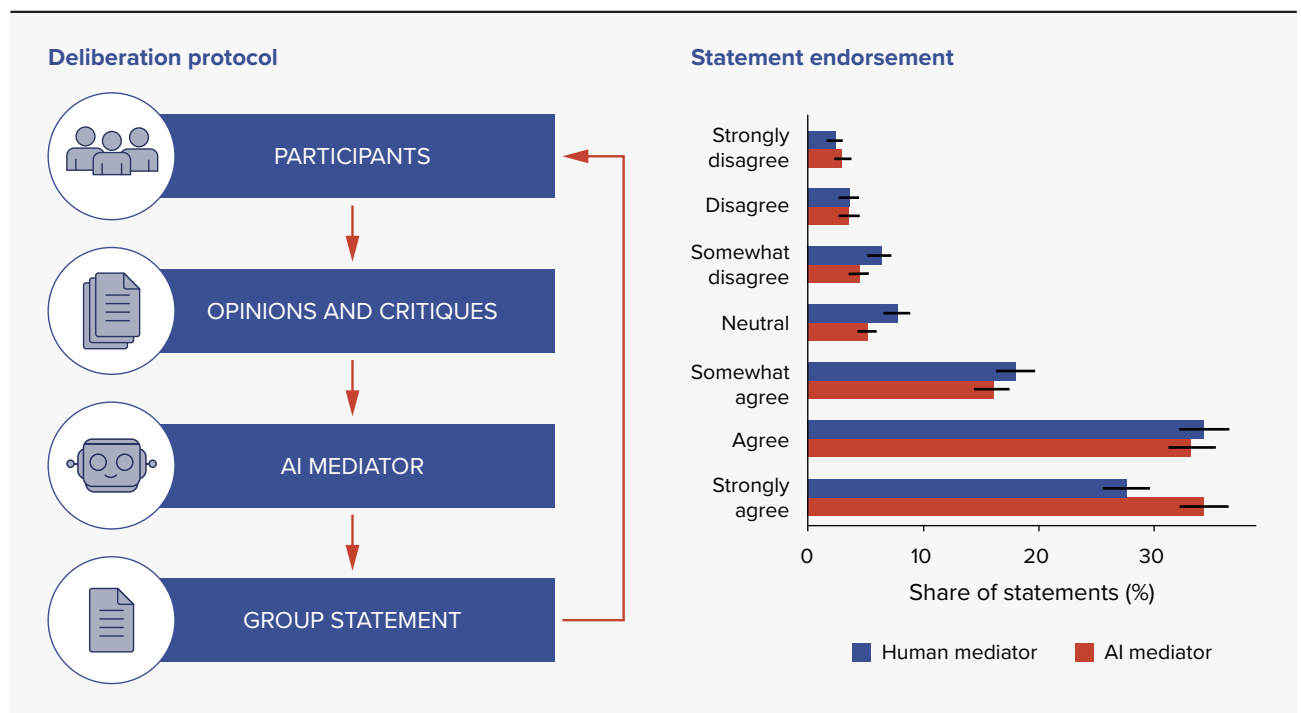 Deliberation protocol
PARTICIPANTS
OPINIONS AND CRITIQUES
AI MEDIATOR
GROUP STATEMENT
Statement endorsement
Strongly
disagree
Disagree
Somewhat
disagree
Neutral
Somewhat
agree
Agree
Strongly
agree
0 10 20 30
Share of statements (%)
Human mediator AI mediator